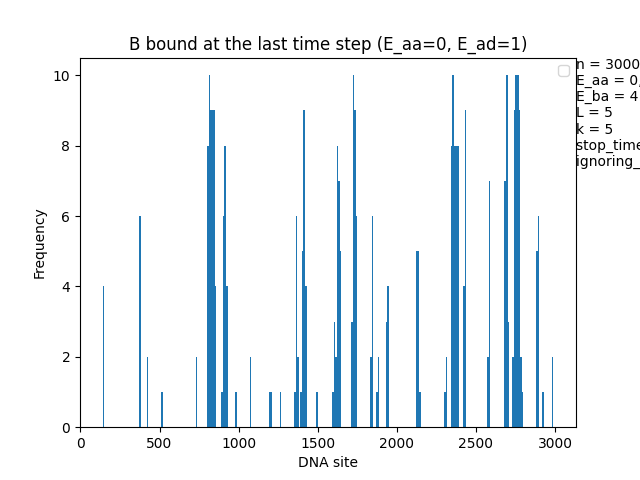 B bound at the last time step (E_aa=0, E_ad=1)
n = 3000
E_aa = 0,
E_ba = 4
L = 5
k = 5
stop_time
ignoring_
10
8
6
4
2
0
Frequency
0 500 1000 1500 2000 2500 3000
DNA site